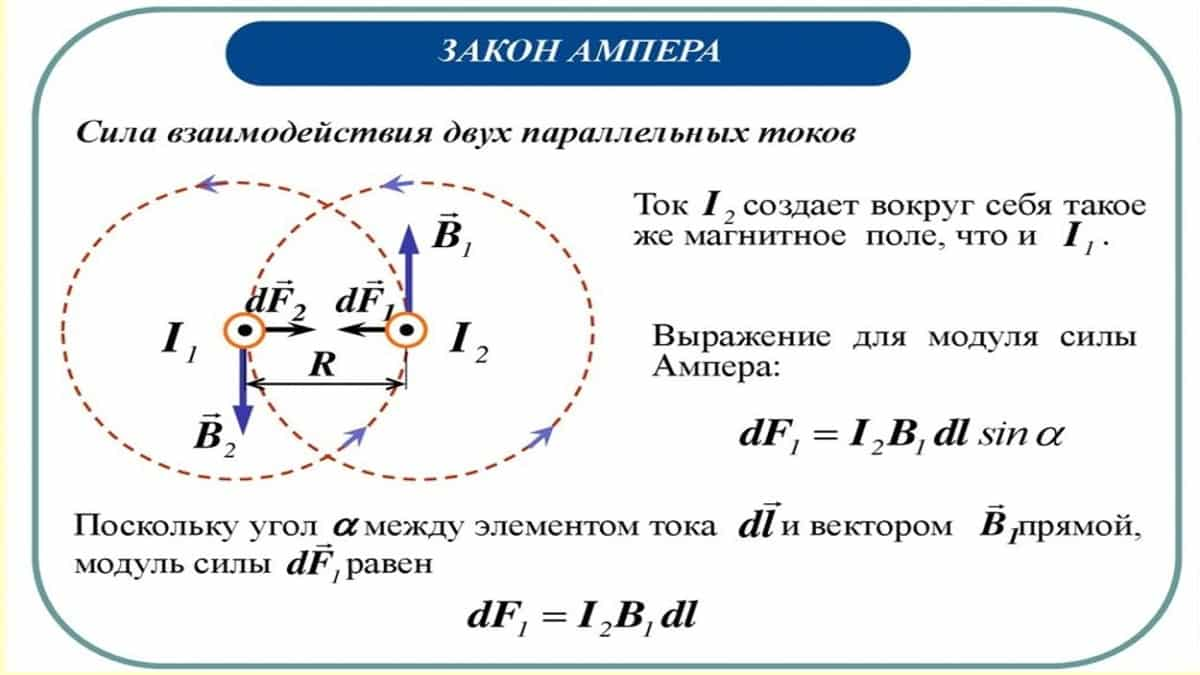 ЗАКОН АМПЕРА
Сила взаимодействия двух параллельных токов
Ток I₂ создает вокруг себя такое
же магнитное поле, что и I₁.
B⃗₁
dF⃗₂ dF⃗₁
I₁ I₂
R
B⃗₂
Выражение для модуля силы
Ампера:
dF₁ = I₂B₁ dl sin α
Поскольку угол α между элементом тока dl⃗ и вектором B⃗₁прямой,
модуль силы dF⃗₁ равен
dF₁ = I₂B₁ dl